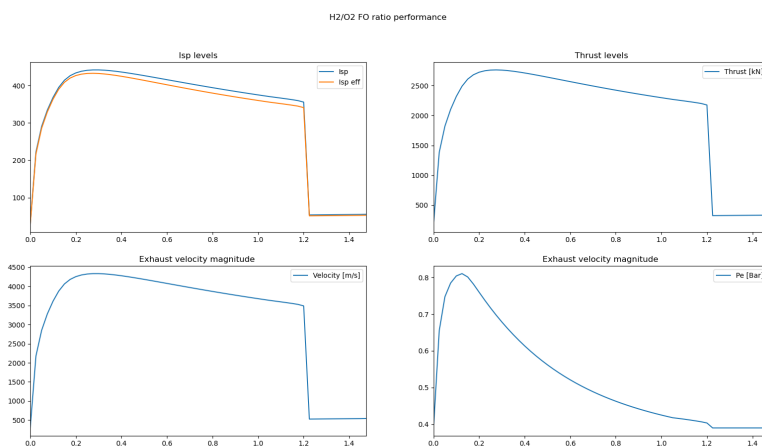 H2/O2 FO ratio performance
Isp levels
Isp
Isp eff
400
300
200
100
0.0 0.2 0.4 0.6 0.8 1.0 1.2 1.4
Thrust levels
Thrust [kN]
2500
2000
1500
1000
500
0.0 0.2 0.4 0.6 0.8 1.0 1.2 1.4
Exhaust velocity magnitude
Velocity [m/s]
4500
4000
3500
3000
2500
2000
1500
1000
500
0.0 0.2 0.4 0.6 0.8 1.0 1.2 1.4
Exhaust velocity magnitude
Pe [Bar]
0.8
0.7
0.6
0.5
0.4
0.0 0.2 0.4 0.6 0.8 1.0 1.2 1.4